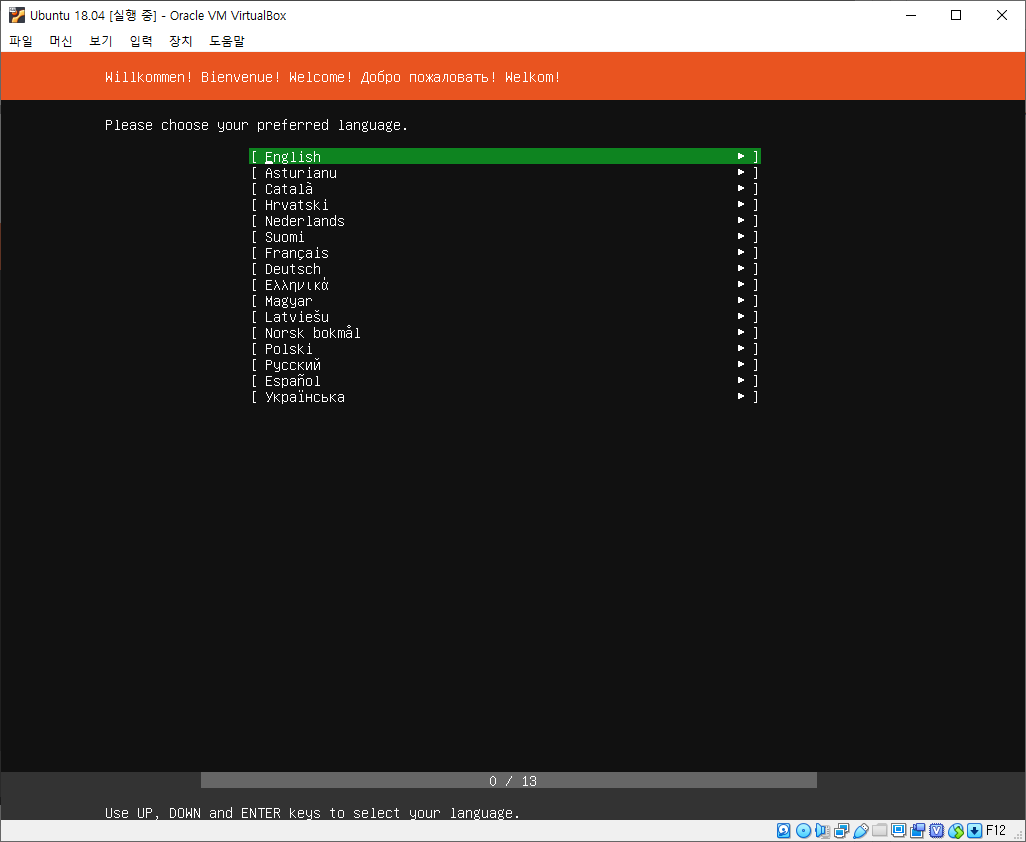 Ubuntu 18.04 [실행 중] - Oracle VM VirtualBox
파일 머신 보기 입력 장치 도움말
Willkommen! Bienvenue! Welcome! Добро пожаловать! Welkom!
Please choose your preferred language.
[ English ▸ ]
[ Asturianu ▸ ]
[ Català ▸ ]
[ Hrvatski ▸ ]
[ Nederlands ▸ ]
[ Suomi ▸ ]
[ Français ▸ ]
[ Deutsch ▸ ]
[ Ελληνικά ▸ ]
[ Magyar ▸ ]
[ Latviešu ▸ ]
[ Norsk bokmål ▸ ]
[ Polski ▸ ]
[ Русский ▸ ]
[ Español ▸ ]
[ Українська ▸ ]
0 / 13
Use UP, DOWN and ENTER keys to select your language.
F12